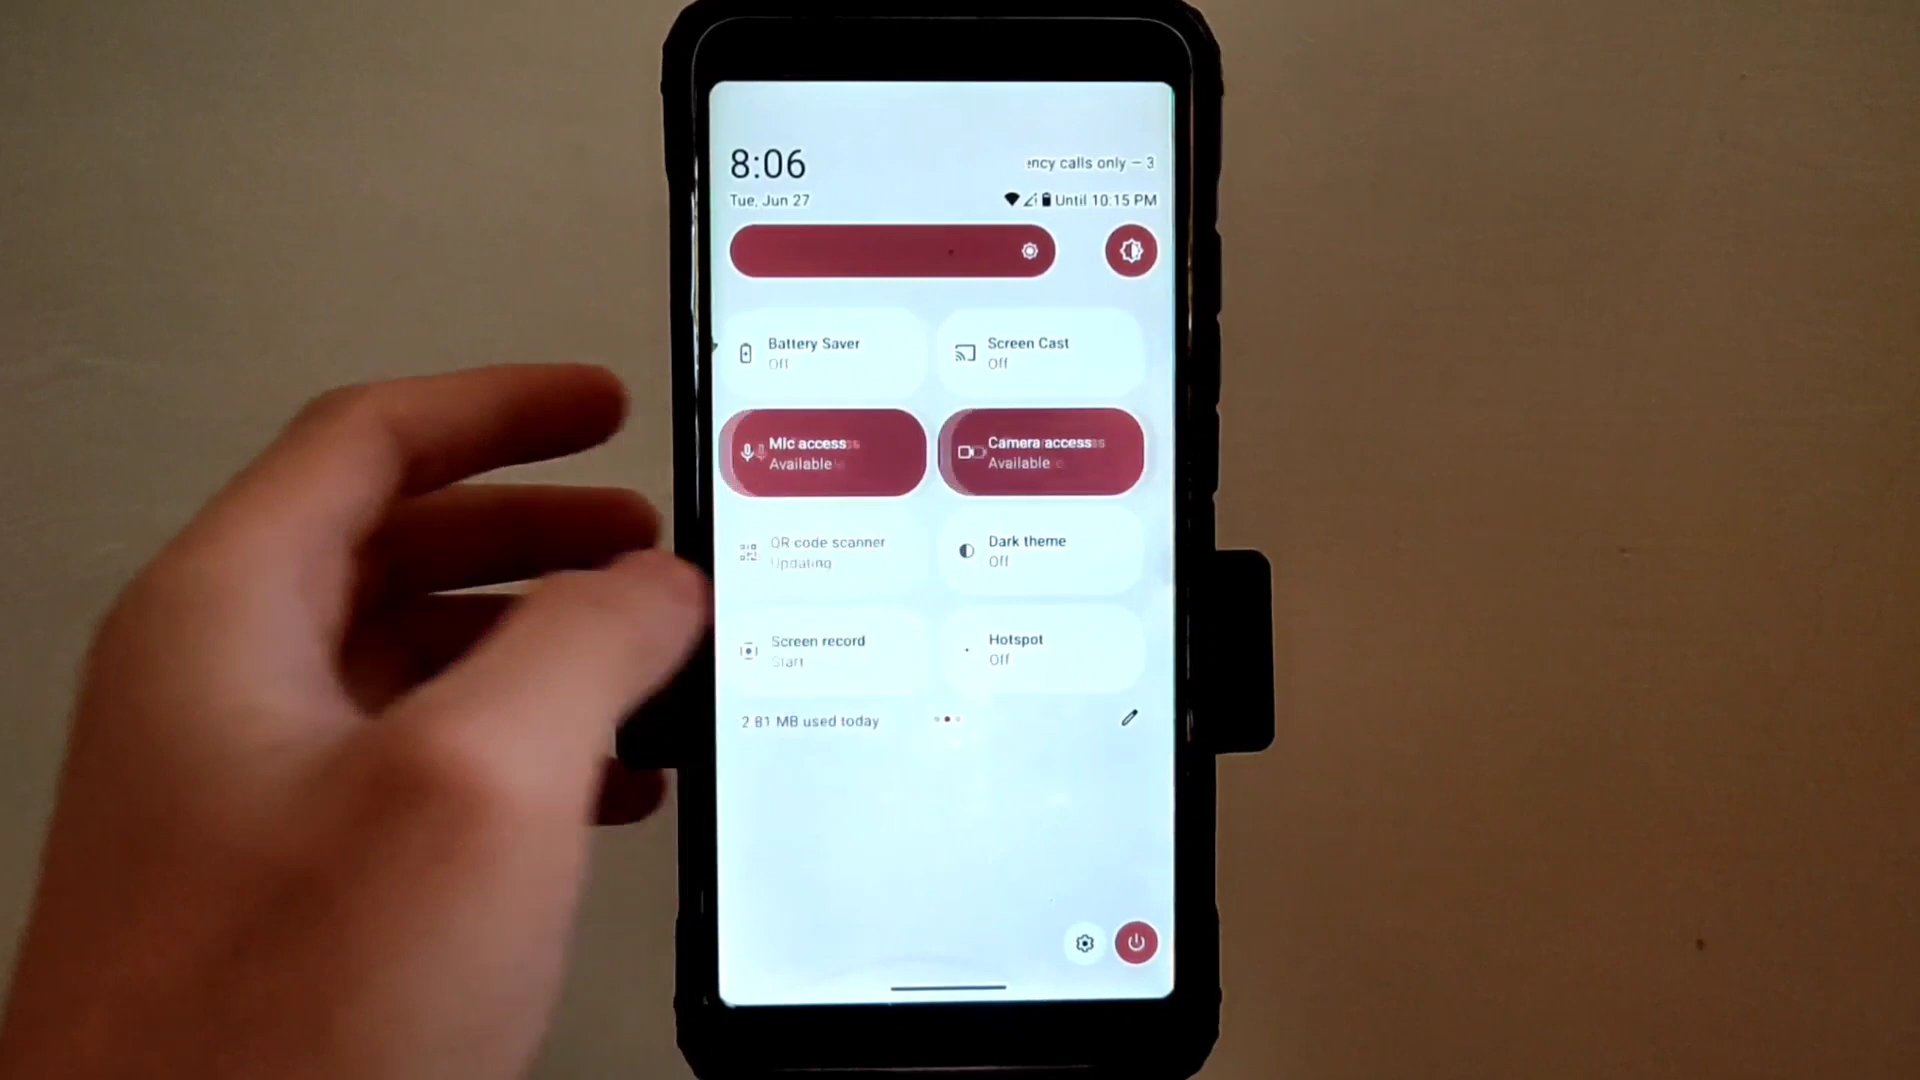 8:06
ency calls only – 3
Tue, Jun 27
Until 10:15 PM
Battery Saver
Off
Screen Cast
Off
Mic access
Available
Camera access
Available
QR code scanner
Updating
Dark theme
Off
Screen record
Start
Hotspot
Off
2.81 MB used today